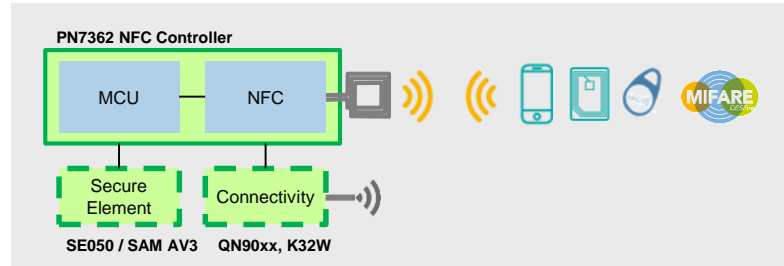 PN7362 NFC Controller
MCU
NFC
MIFARE
DESFire
Secure
Element
Connectivity
SE050 / SAM AV3
QN90xx, K32W